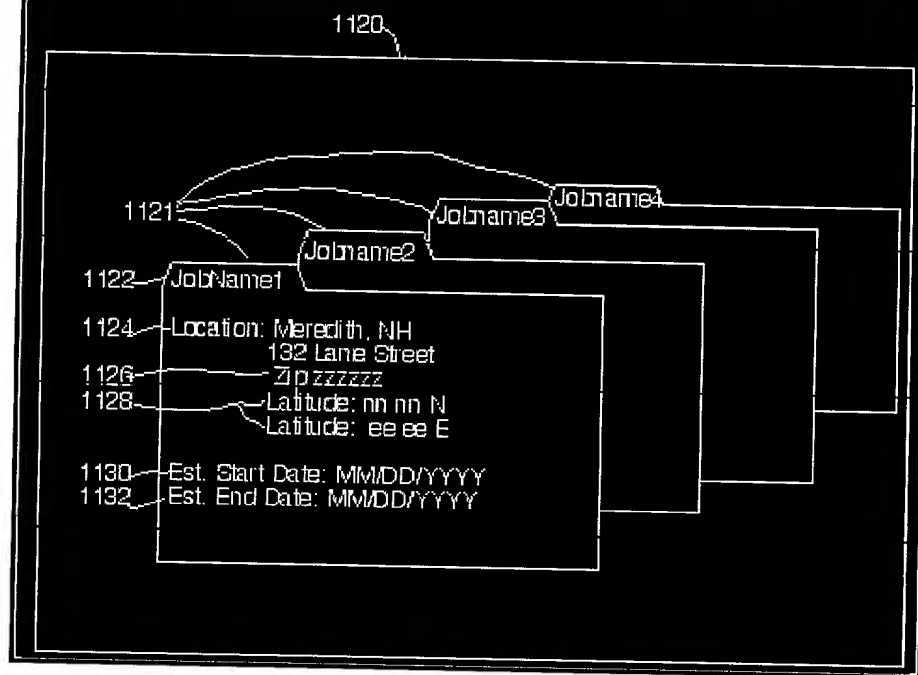 1120
Jobname4
1121
Jobname3
Jobname2
1122 JobName1
1124 Location: Meredith, NH
132 Lane Street
1126 Zip zzzzzz
1128 Latitude: nn nn N
Latitude: ee ee E
1130 Est. Start Date: MM/DD/YYYY
1132 Est. End Date: MM/DD/YYYY